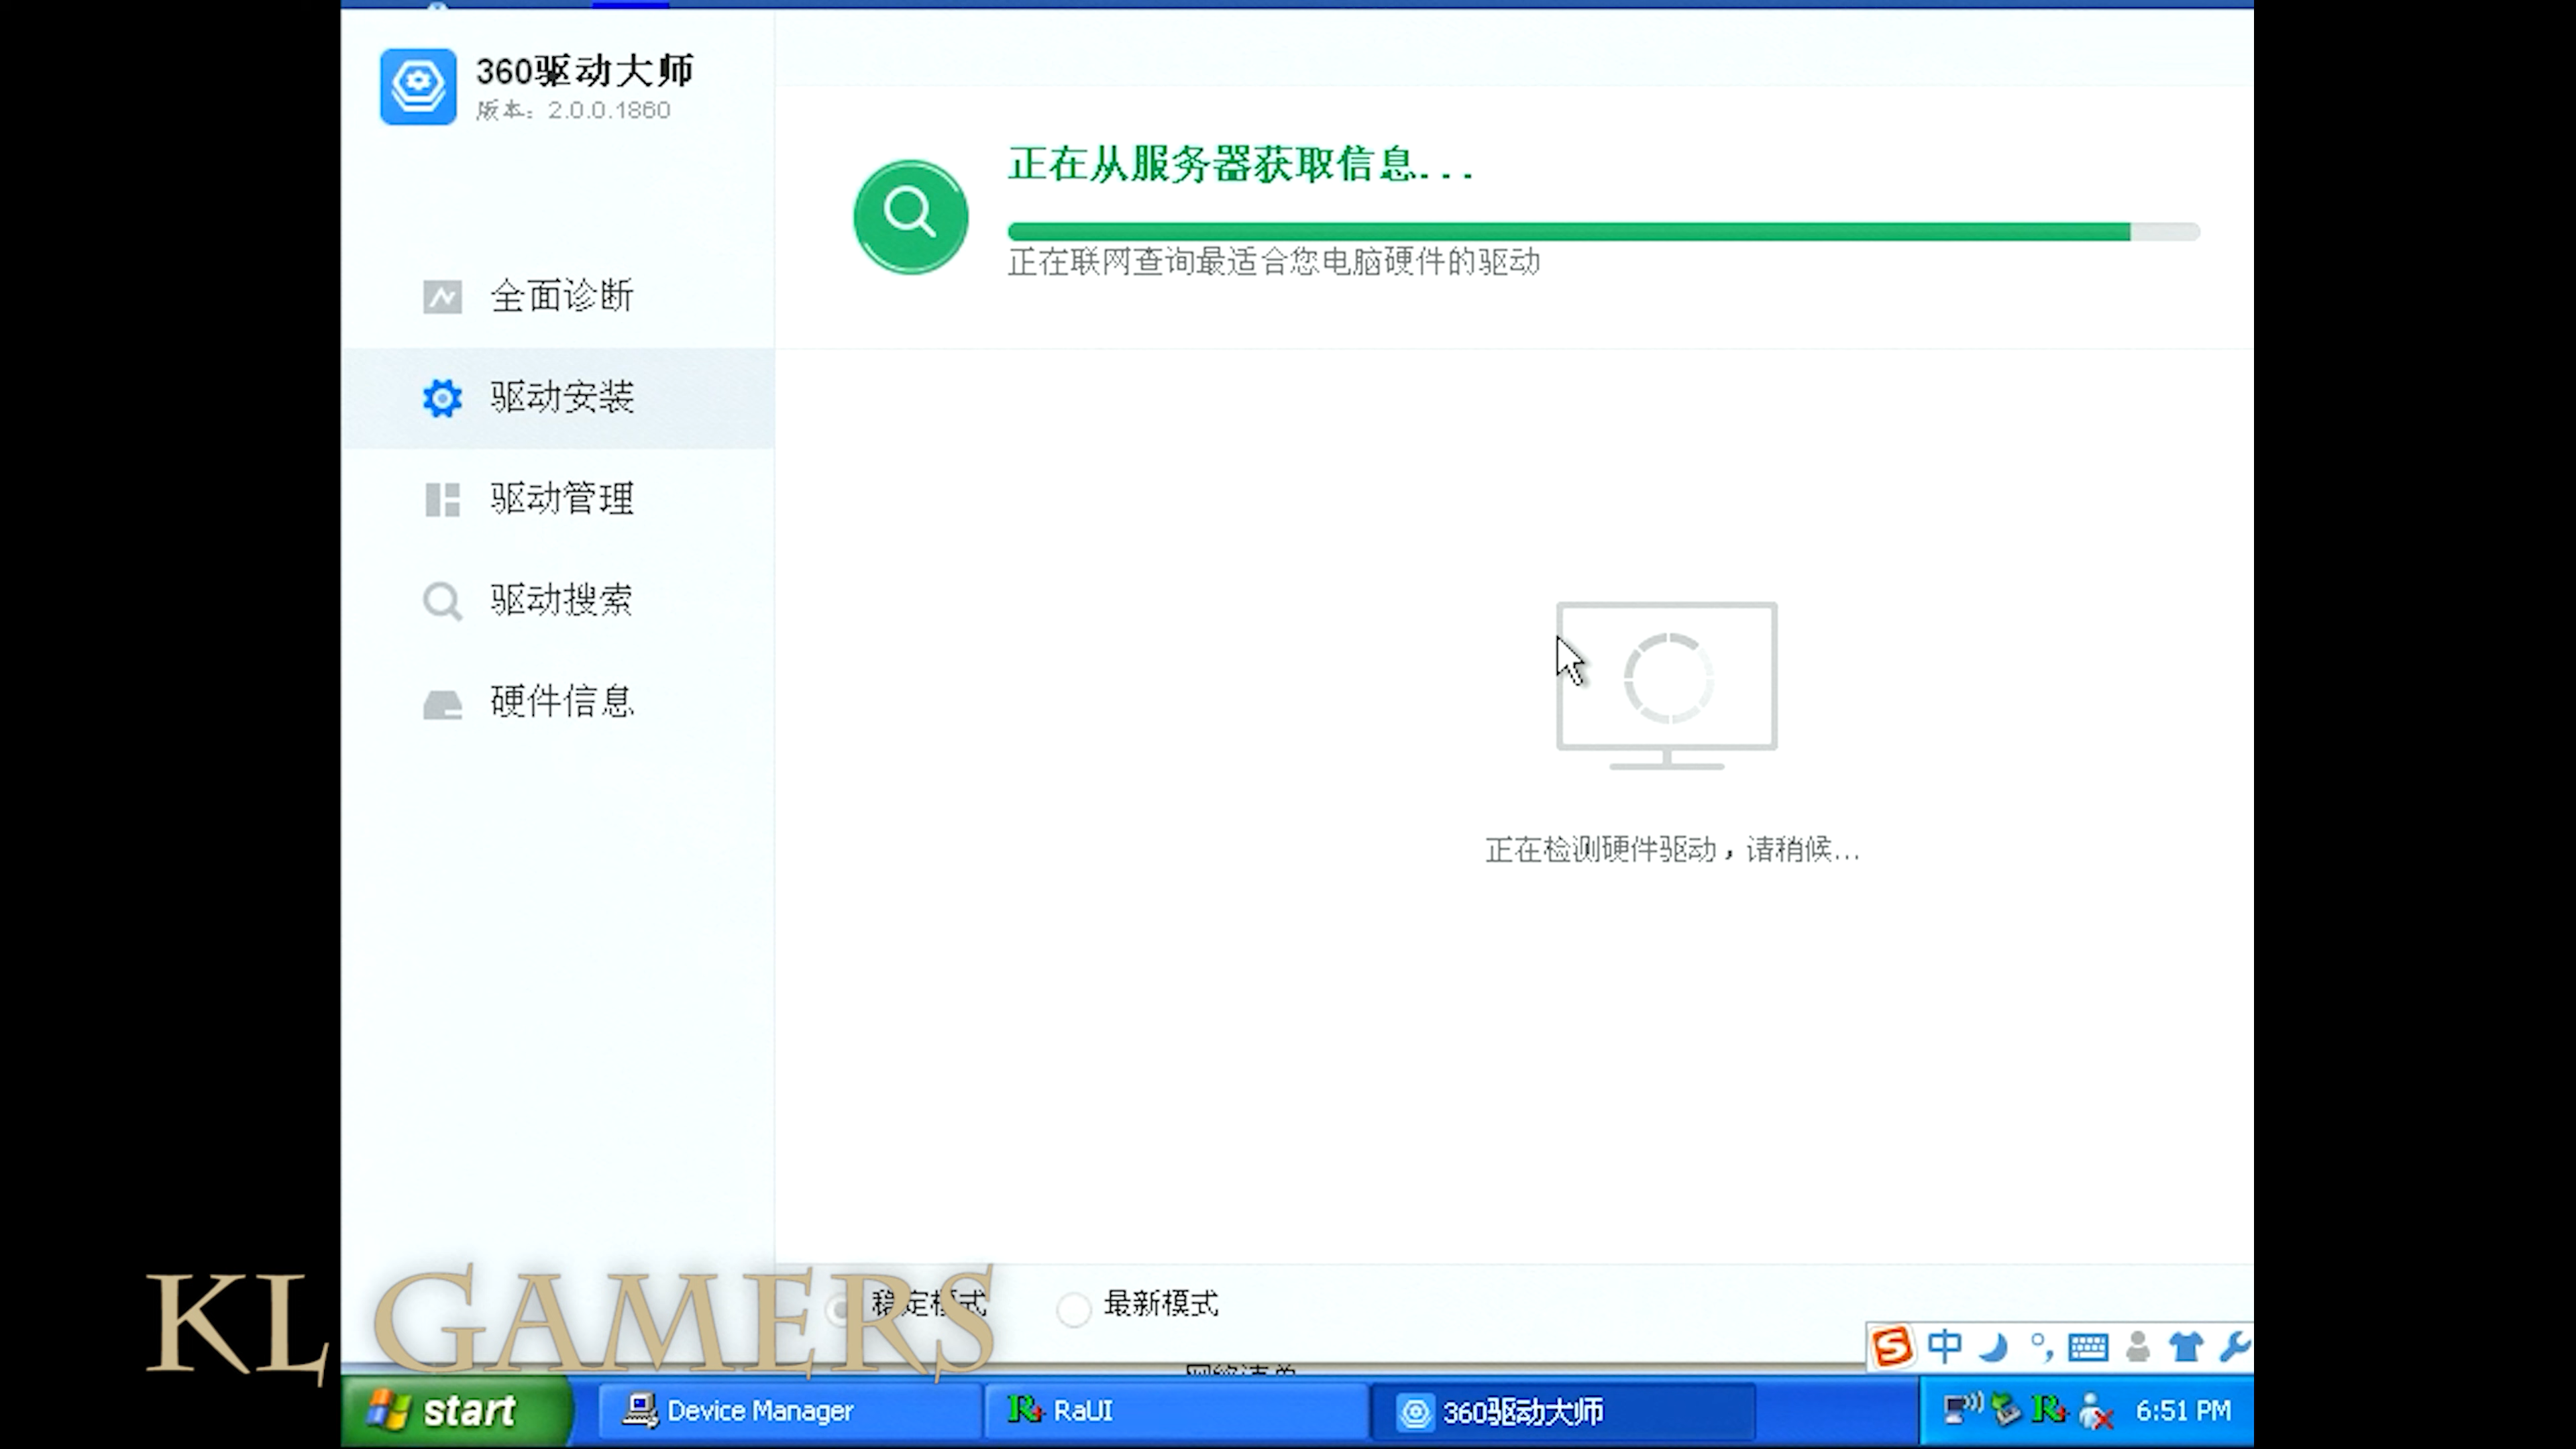 360驱动大师
版本: 2.0.0.1860
正在从服务器获取信息...
正在联网查询最适合您电脑硬件的驱动
全面诊断
驱动安装
驱动管理
驱动搜索
硬件信息
正在检测硬件驱动，请稍候...
稳定模式
最新模式
KL GAMERS
中
start
Device Manager
RaUI
360驱动大师
6:51 PM